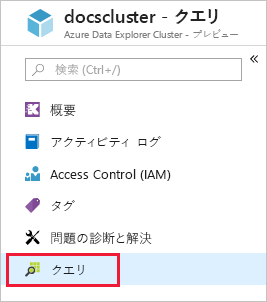 docscluster - クエリ
Azure Data Explorer Cluster - プレビュー
検索 (Ctrl+/)
概要
アクティビティ ログ
Access Control (IAM)
タグ
問題の診断と解決
クエリ